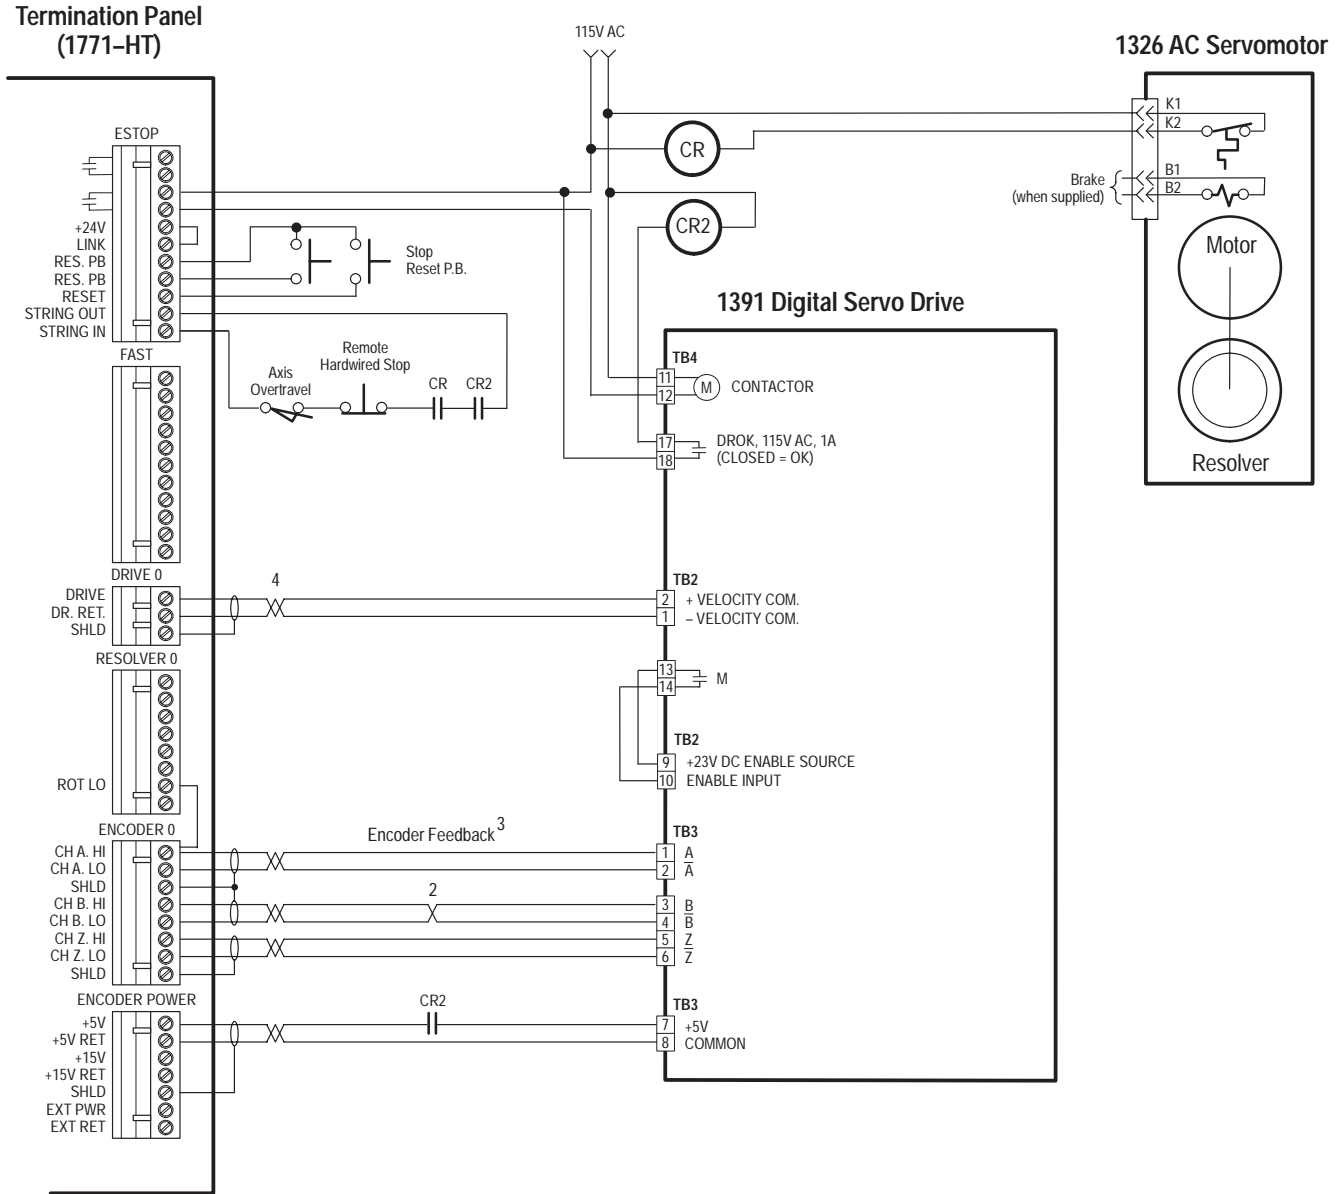 Termination Panel
(1771–HT)
115V AC
1326 AC Servomotor
ESTOP
+24V
LINK
RES. PB
RES. PB
RESET
STRING OUT
STRING IN
Stop
Reset P.B.
CR
CR2
K1
K2
Brake
(when supplied)
B1
B2
Motor
Resolver
FAST
Axis
Overtravel
Remote
Hardwired Stop
CR
CR2
1391 Digital Servo Drive
TB4
11
12
M
CONTACTOR
17
18
DROK, 115V AC, 1A
(CLOSED = OK)
DRIVE 0
DRIVE
DR. RET.
SHLD
4
TB2
2
+ VELOCITY COM.
1
– VELOCITY COM.
RESOLVER 0
13
14
M
TB2
9
+23V DC ENABLE SOURCE
10
ENABLE INPUT
ROT LO
ENCODER 0
Encoder Feedback 3
CH A. HI
CH A. LO
SHLD
CH B. HI
CH B. LO
CH Z. HI
CH Z. LO
SHLD
2
TB3
1
A
2
A̅
3
B
4
B̅
5
Z
6
Z̅
ENCODER POWER
+5V
+5V RET
+15V
+15V RET
SHLD
EXT PWR
EXT RET
CR2
TB3
7
+5V
8
COMMON